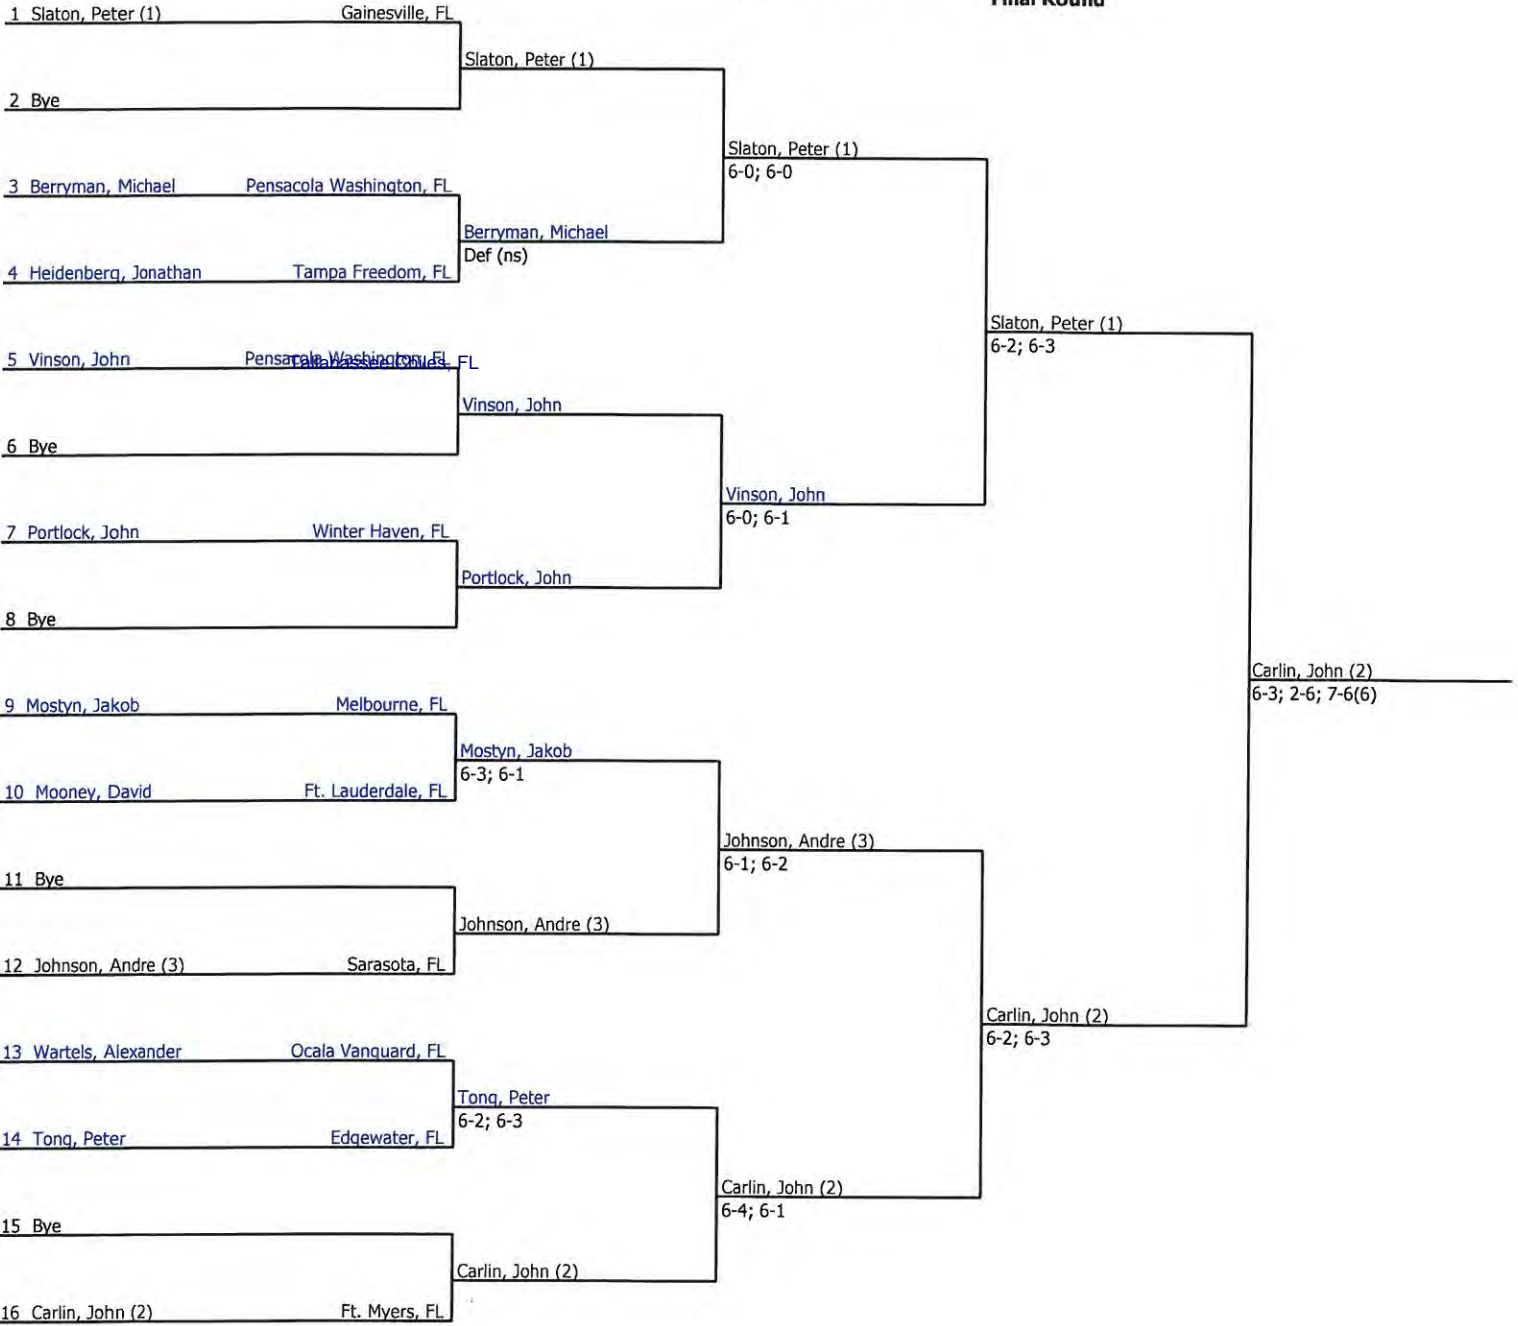 Final Round
1 Slaton, Peter (1) Gainesville, FL
Slaton, Peter (1)
2 Bye
Slaton, Peter (1)
6-0; 6-0
3 Berryman, Michael Pensacola Washington, FL
Berryman, Michael
Def (ns)
4 Heidenberg, Jonathan Tampa Freedom, FL
Slaton, Peter (1)
6-2; 6-3
5 Vinson, John Pensacola Washington, FL
Tallahassee Chiles, FL
Vinson, John
6 Bye
Vinson, John
6-0; 6-1
7 Portlock, John Winter Haven, FL
Portlock, John
8 Bye
Carlin, John (2)
6-3; 2-6; 7-6(6)
9 Mostyn, Jakob Melbourne, FL
Mostyn, Jakob
6-3; 6-1
10 Mooney, David Ft. Lauderdale, FL
Johnson, Andre (3)
6-1; 6-2
11 Bye
Johnson, Andre (3)
12 Johnson, Andre (3) Sarasota, FL
Carlin, John (2)
6-2; 6-3
13 Wartels, Alexander Ocala Vanguard, FL
Tong, Peter
6-2; 6-3
14 Tong, Peter Edgewater, FL
Carlin, John (2)
6-4; 6-1
15 Bye
Carlin, John (2)
16 Carlin, John (2) Ft. Myers, FL